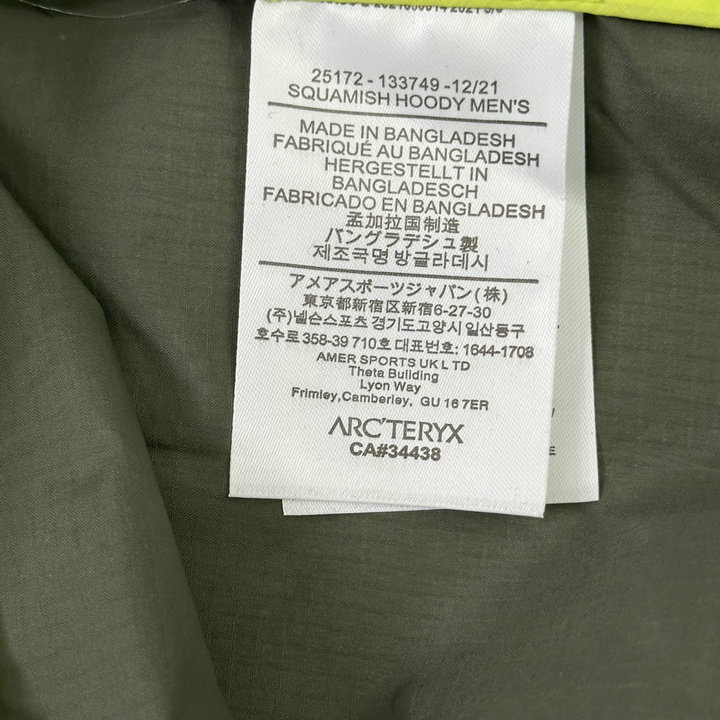 25172 - 133749 -12/21
SQUAMISH HOODY MEN'S
MADE IN BANGLADESH
FABRIQUÉ AU BANGLADESH
HERGESTELLT IN
BANGLADESCH
FABRICADO EN BANGLADESH
孟加拉国制造
バングラデシュ製
제조국명 방글라데시
アメアスポーツジャパン(株)
東京都新宿区新宿6-27-30
(주)넬슨스포츠 경기도고양시 일산동구
호수로 358-39 710호 대표번호: 1644-1708
AMER SPORTS UK LTD
Theta Building
Lyon Way
Frimley,Camberley, GU 16 7ER
ARC'TERYX
CA#34438